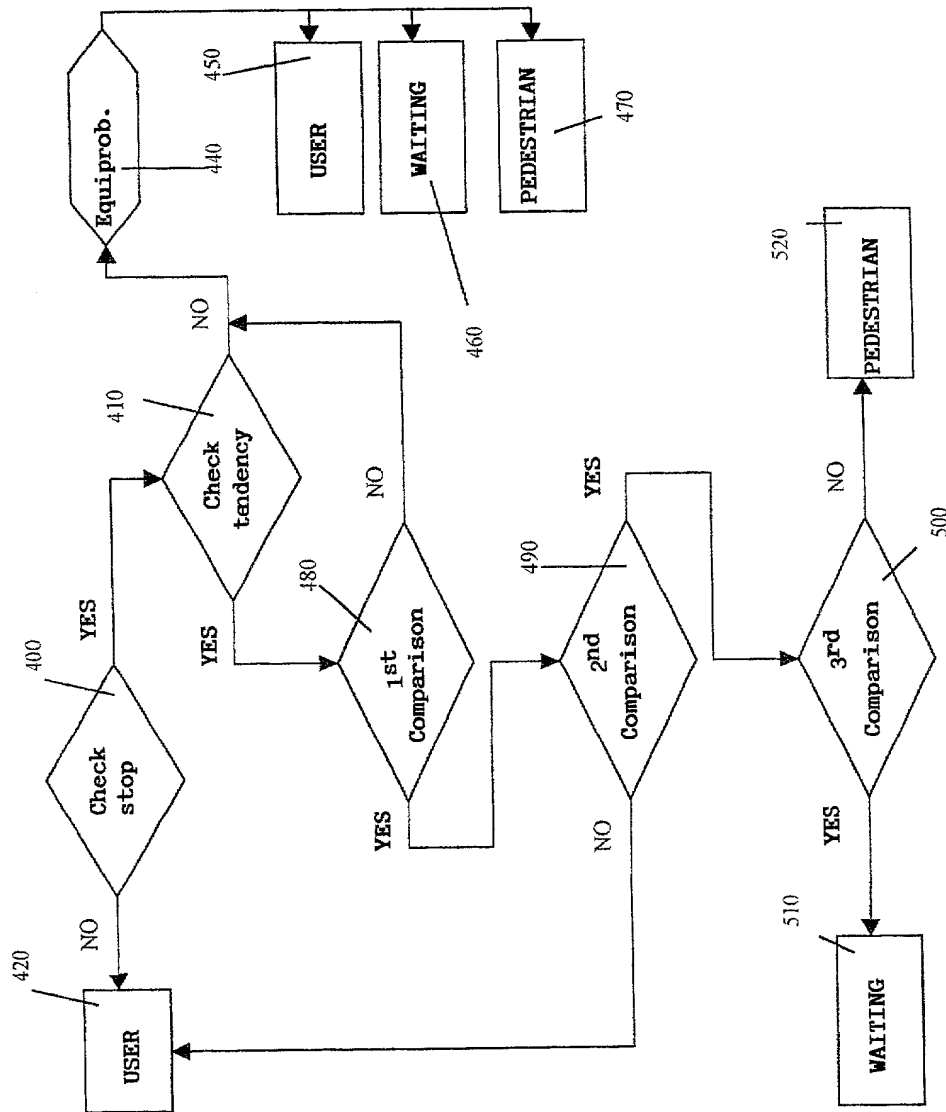 400
Check
stop
YES
NO
420
USER
410
Check
tendency
YES
NO
Equiprob.
440
450
USER
WAITING
460
PEDESTRIAN
470
480
1st
Comparison
YES
NO
490
2nd
Comparison
YES
NO
500
3rd
Comparison
YES
NO
510
WAITING
520
PEDESTRIAN